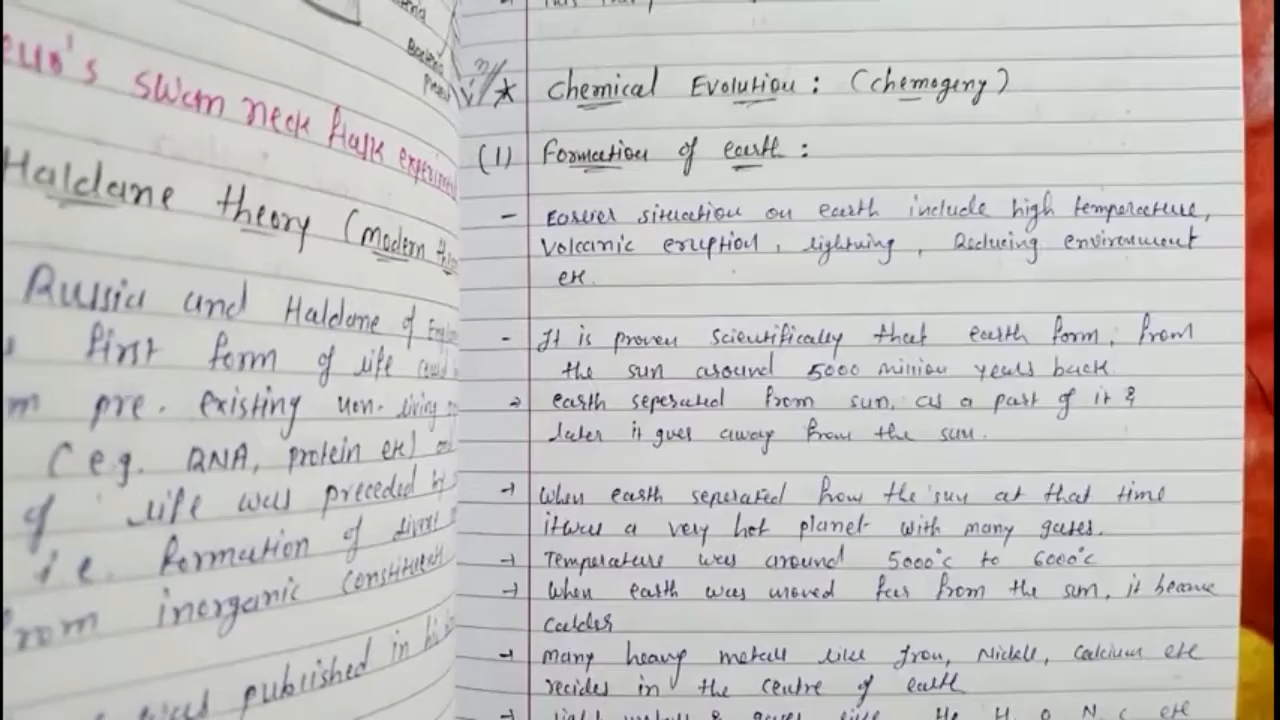 swan neck flask
Haldane theory (Modern
Russia and Haldane of
first form of life
pre. existing non. living
(e.g. RNA, protein etc)
of life was preceded by
i.e. formation of
from inorganic constituent
published in his
* Chemical Evolution : (chemogeny)
(1) Formation of earth :
- Earlier situation on earth include high temperature,
Volcanic eruption, lightning, Reducing environment
etc.
- It is proven scientifically that earth form, from
the sun around 5000 million years back.
→ earth seperated from sun, as a part of it &
later it goes away from the sun.
→ When earth seperated from the sun at that time
it was a very hot planet with many gases.
→ Temperature was around 5000°c to 6000°c
→ When earth was moved far from the sun, it became
colder
→ many heavy metals like Iron, Nickle, Calcium etc
recides in the centre of earth